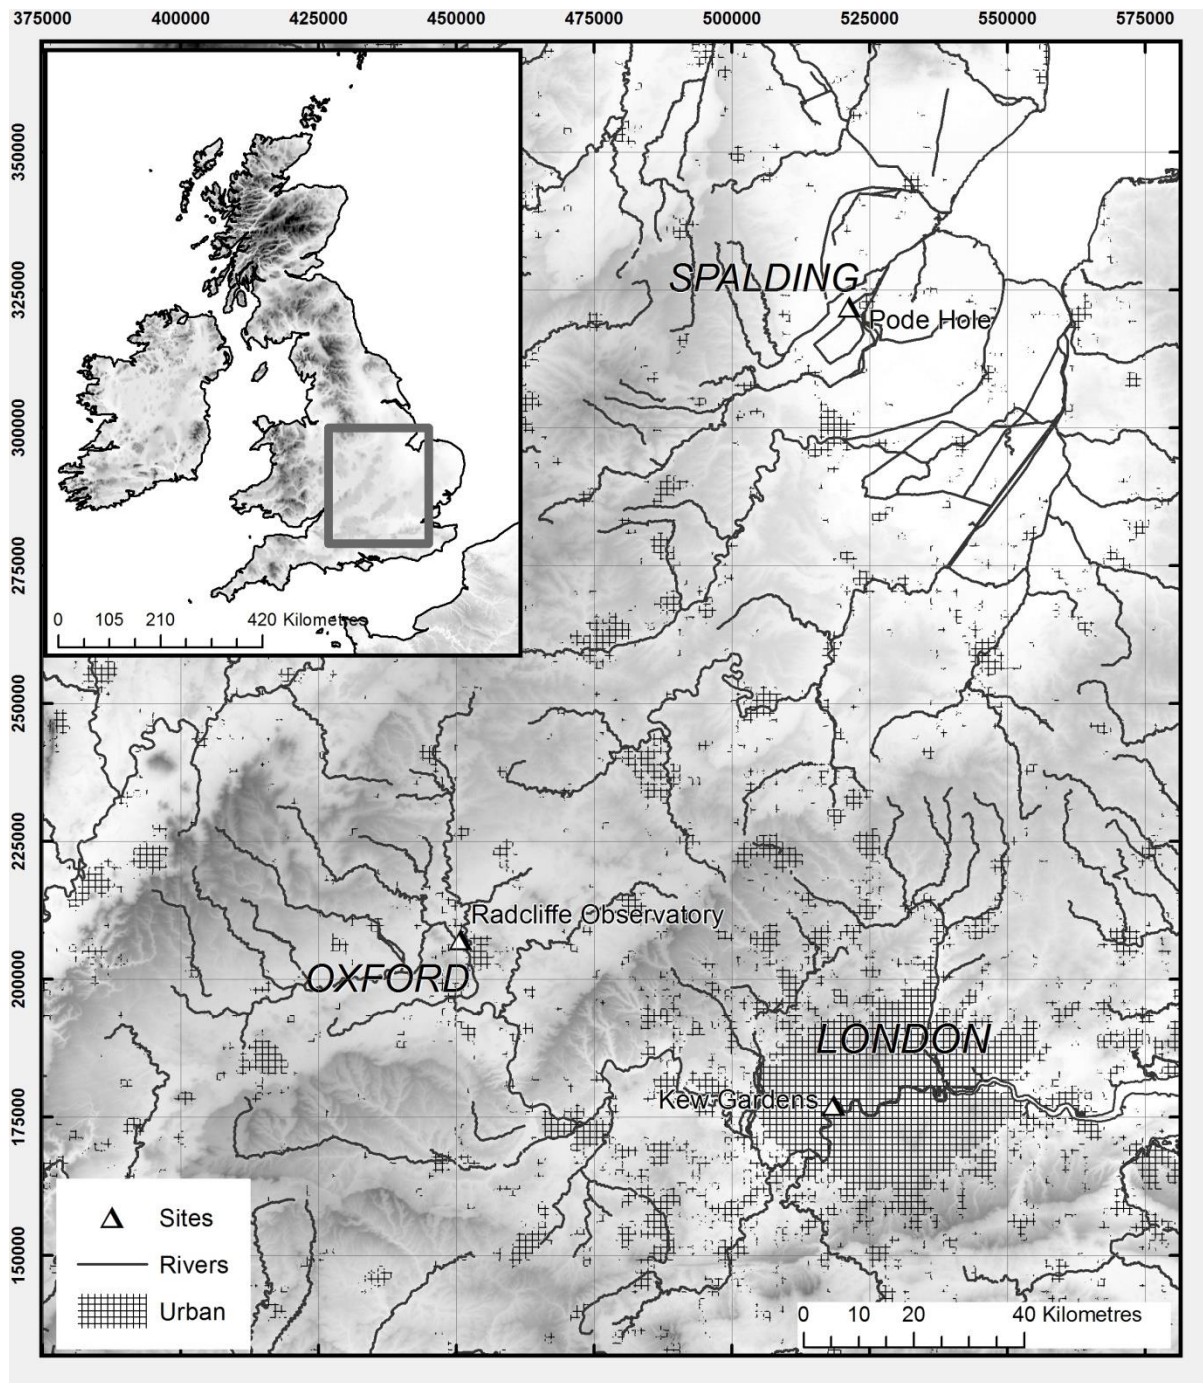 375000 400000 425000 450000 475000 500000 525000 550000 575000
350000
325000
300000
275000
250000
225000
200000
175000
150000
0 105 210 420 Kilometres
SPALDING
Pode Hole
Radcliffe Observatory
OXFORD
LONDON
Kew Gardens
Sites
Rivers
Urban
0 5 10 20 40 Kilometres